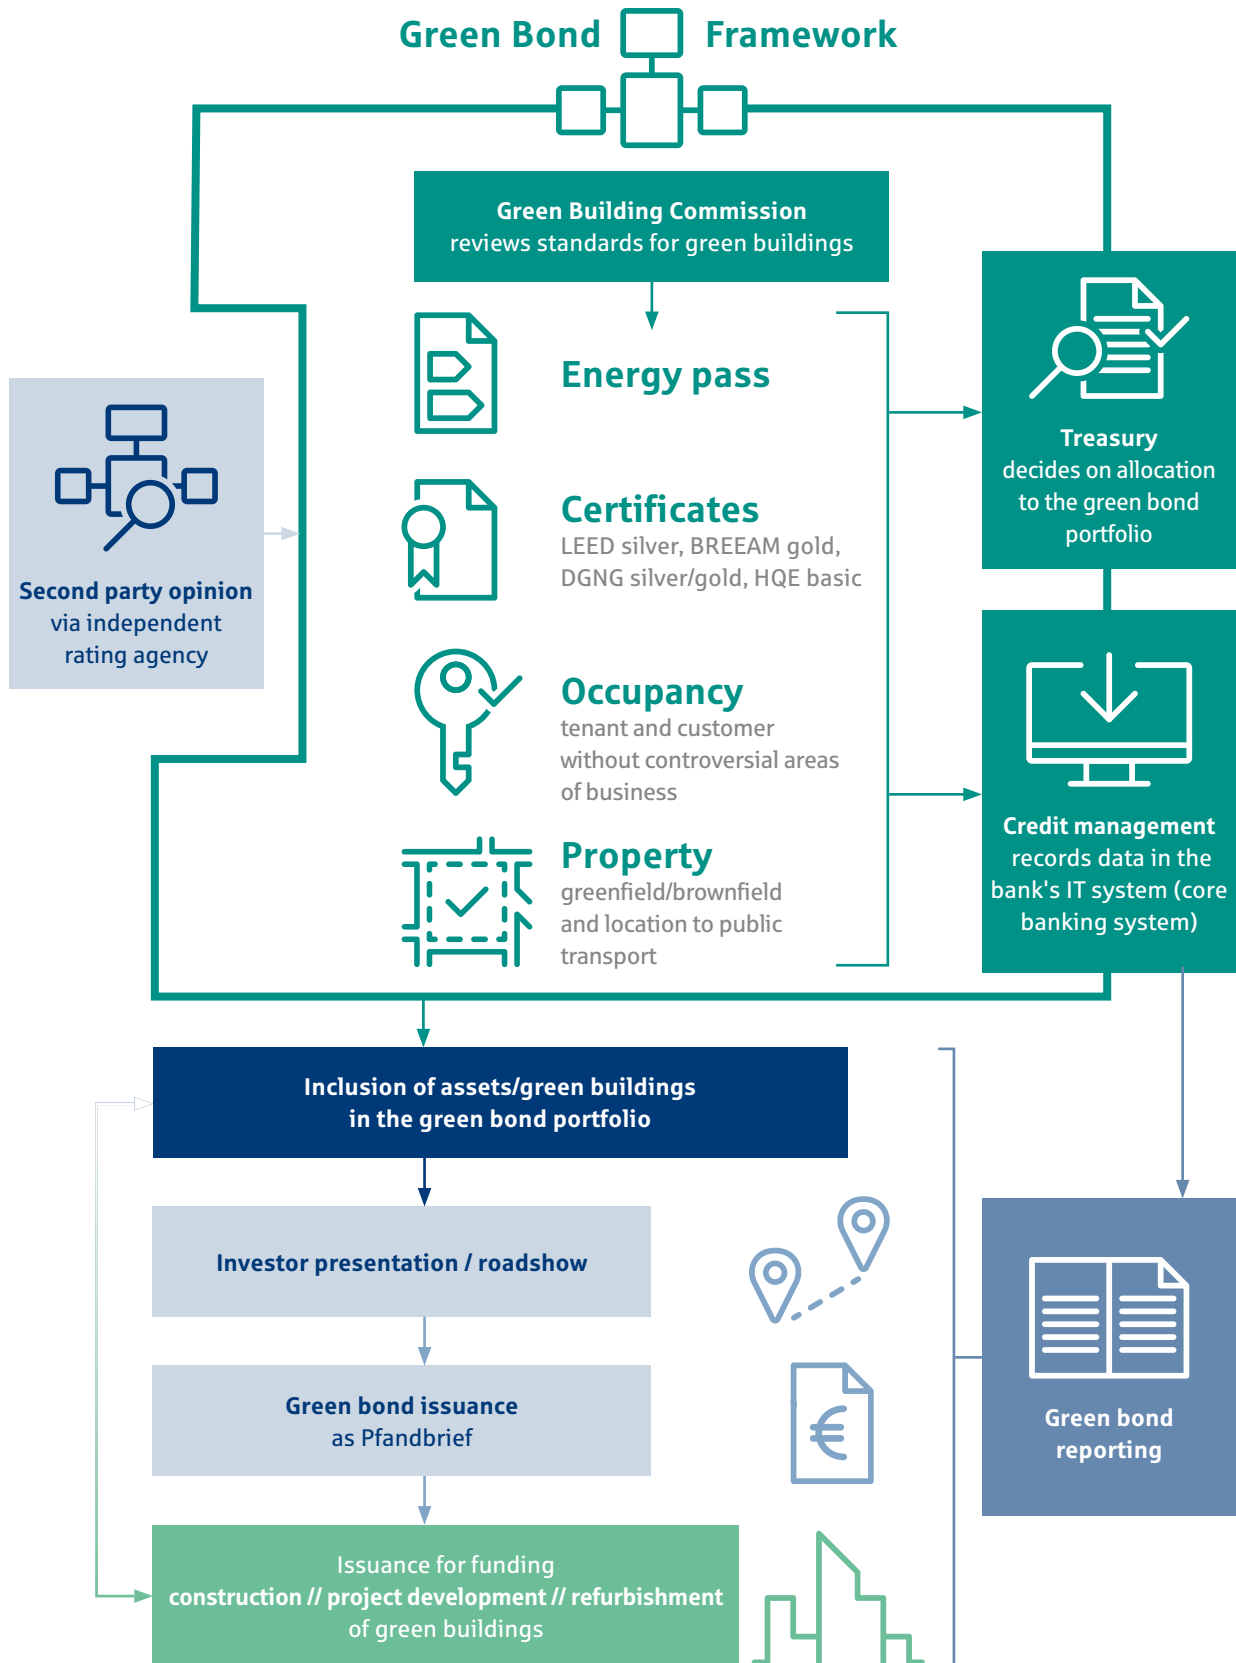 Green Bond Framework
Green Building Commission
reviews standards for green buildings
Energy pass
Certificates
LEED silver, BREEAM gold,
DGNG silver/gold, HQE basic
Occupancy
tenant and customer
without controversial areas
of business
Property
greenfield/brownfield
and location to public
transport
Second party opinion
via independent
rating agency
Treasury
decides on allocation
to the green bond
portfolio
Credit management
records data in the
bank's IT system (core
banking system)
Inclusion of assets/green buildings
in the green bond portfolio
Investor presentation / roadshow
Green bond issuance
as Pfandbrief
Issuance for funding
construction // project development // refurbishment
of green buildings
Green bond
reporting
€